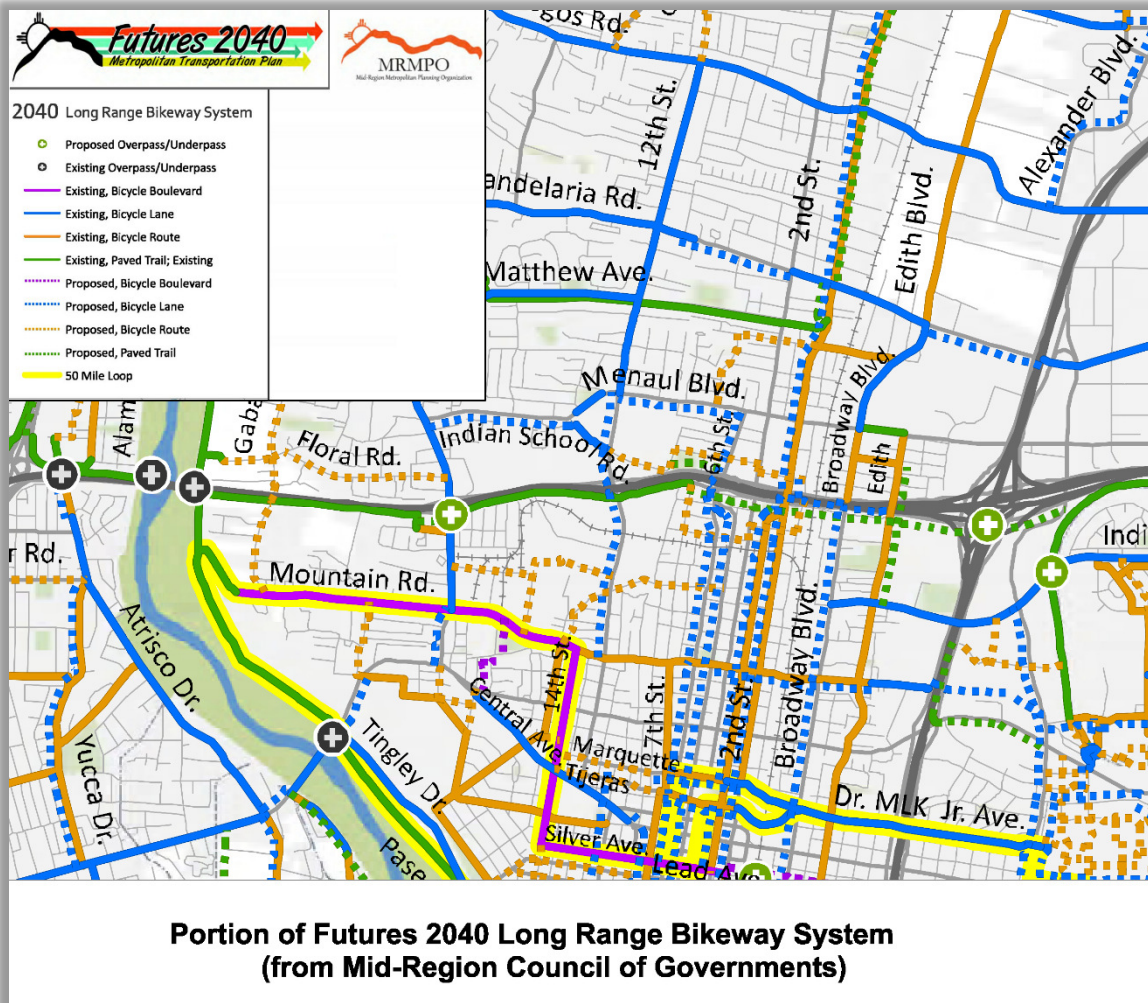 Futures 2040
Metropolitan Transportation Plan
MRMPO
Mid-Region Metropolitan Planning Organization
2040 Long Range Bikeway System
Proposed Overpass/Underpass
Existing Overpass/Underpass
Existing, Bicycle Boulevard
Existing, Bicycle Lane
Existing, Bicycle Route
Existing, Paved Trail; Existing
Proposed, Bicycle Boulevard
Proposed, Bicycle Lane
Proposed, Bicycle Route
Proposed, Paved Trail
50 Mile Loop
egos Rd.
12th St.
Alexander Blvd.
andelaria Rd.
2nd St.
Edith Blvd.
Matthew Ave.
Menaul Blvd.
Broadway Blvd.
Alam
Gaba
Floral Rd.
Indian School Rd.
6th St.
Edith
r Rd.
Indi
Mountain Rd.
Atrisco Dr.
14th St.
7th St.
2nd St.
Broadway Blvd.
Central Ave.
Marquette
Tijeras
Tingley Dr.
Yucca Dr.
Dr. MLK Jr. Ave.
Silver Ave.
Lead Ave.
Pase
Portion of Futures 2040 Long Range Bikeway System
(from Mid-Region Council of Governments)